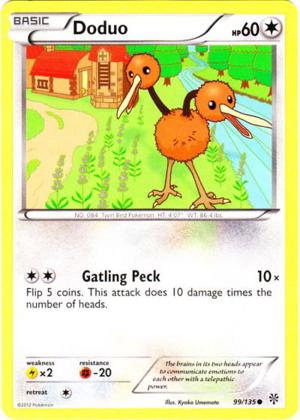 BASIC
Doduo HP60
NO. 084 Twin Bird Pokémon HT: 4'07" WT: 86.4 lbs.
Gatling Peck 10×
Flip 5 coins. This attack does 10 damage times the
number of heads.
weakness resistance
×2 -20
retreat
The brains in its two heads appear
to communicate emotions to
each other with a telepathic
power.
©2012 Pokémon Illus. Kyoko Umemoto 99/135